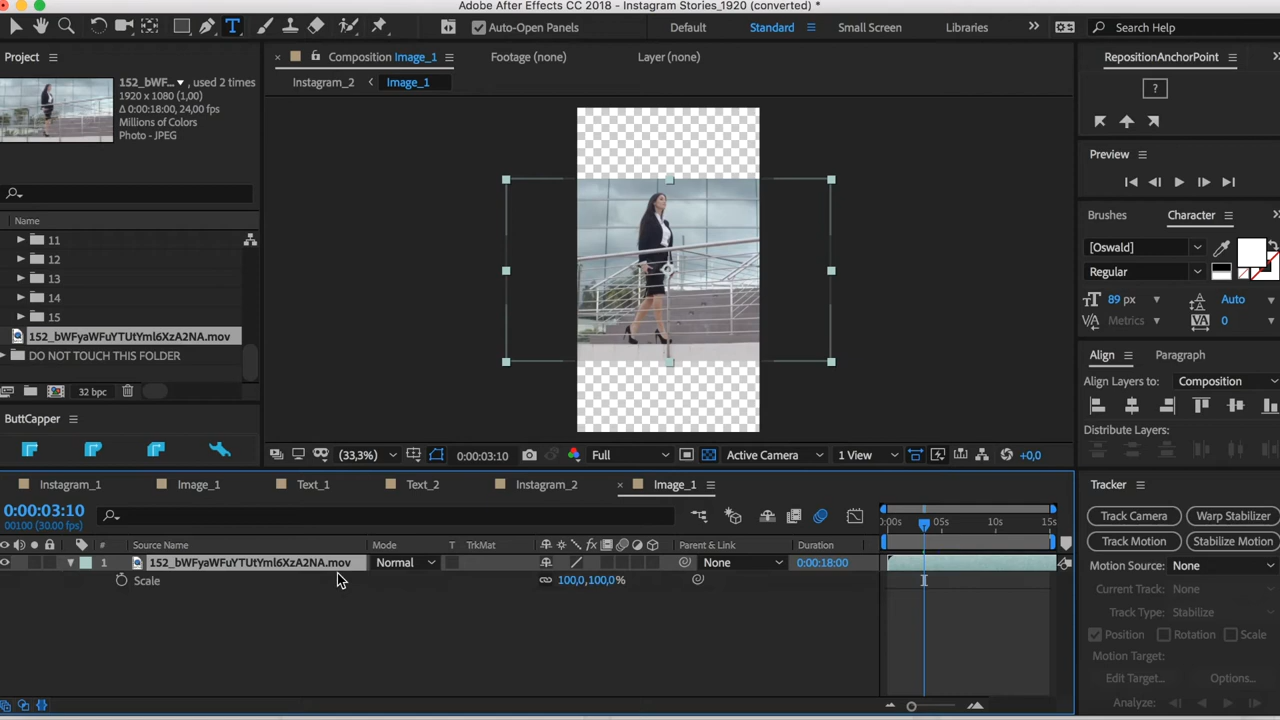 Adobe After Effects CC 2018 - Instagram Stories_1920 (converted) *
Auto-Open Panels
Default
Standard
Small Screen
Libraries
Search Help
Project
152_bWF... , used 2 times
1920 x 1080 (1,00)
Δ 0:00:18:00, 24,00 fps
Millions of Colors
Photo - JPEG
Name
11
12
13
14
15
152_bWFyaWFuYTUtYml6XzA2NA.mov
DO NOT TOUCH THIS FOLDER
32 bpc
ButtCapper
Composition Image_1
Footage (none)
Layer (none)
Instagram_2
Image_1
(33,3%)
0:00:03:10
Full
Active Camera
1 View
+0,0
RepositionAnchorPoint
?
Preview
Brushes
Character
[Oswald]
Regular
89 px
Auto
Metrics
0
Align
Paragraph
Align Layers to:
Composition
Distribute Layers:
Tracker
Track Camera
Warp Stabilizer
Track Motion
Stabilize Motion
Motion Source:
None
Current Track:
None
Track Type:
Stabilize
Position
Rotation
Scale
Motion Target:
Edit Target...
Options...
Analyze:
Instagram_1
Image_1
Text_1
Text_2
Instagram_2
Image_1
0:00:03:10
00100 (30.00 fps)
:00s
05s
10s
15s
#
Source Name
Mode
T
TrkMat
Parent & Link
Duration
1
152_bWFyaWFuYTUtYml6XzA2NA.mov
Normal
None
0:00:18:00
Scale
100,0,100,0%